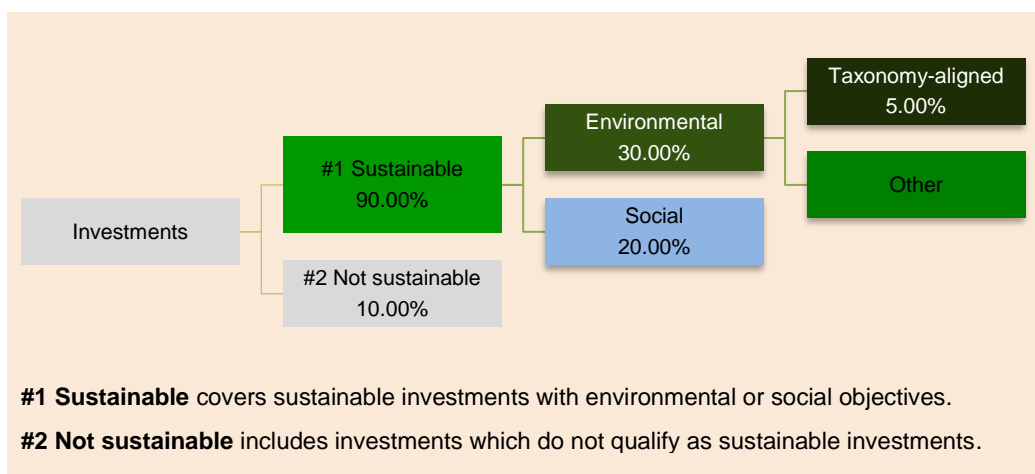 Taxonomy-aligned
5.00%
Environmental
30.00%
#1 Sustainable
90.00%
Other
Investments
Social
20.00%
#2 Not sustainable
10.00%
#1 Sustainable covers sustainable investments with environmental or social objectives.
#2 Not sustainable includes investments which do not qualify as sustainable investments.